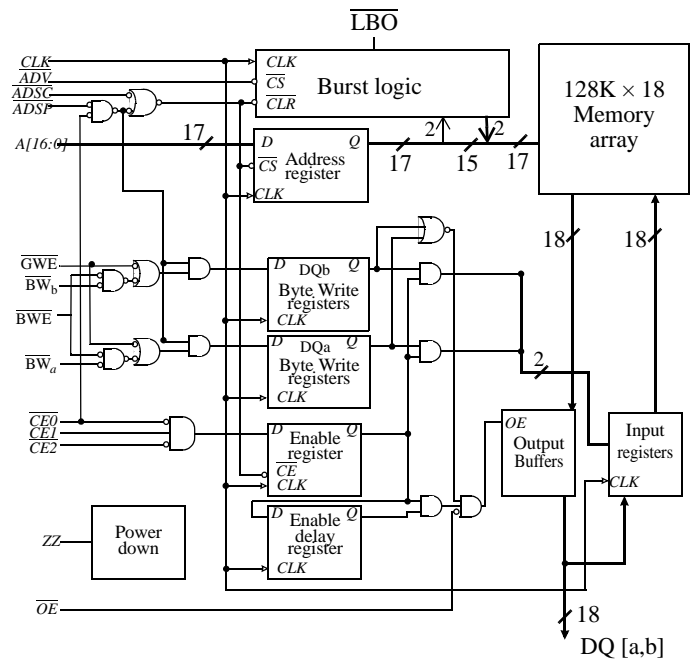 LBO
CLK
ADV
ADSC
ADSP
A[16:0]
17
CLK
CS
CLR
Burst logic
2
2
D
Q
CS
Address
register
CLK
17
15
17
128K × 18
Memory
array
18
18
GWE
BWb
BWE
BWa
D
DQb
Q
Byte Write
registers
CLK
D
DQa
Q
Byte Write
registers
CLK
2
CE0
CE1
CE2
D
Enable
Q
register
CE
CLK
D
Enable
Q
delay
register
CLK
OE
Output
Buffers
Input
registers
CLK
ZZ
Power
down
OE
18
DQ [a,b]